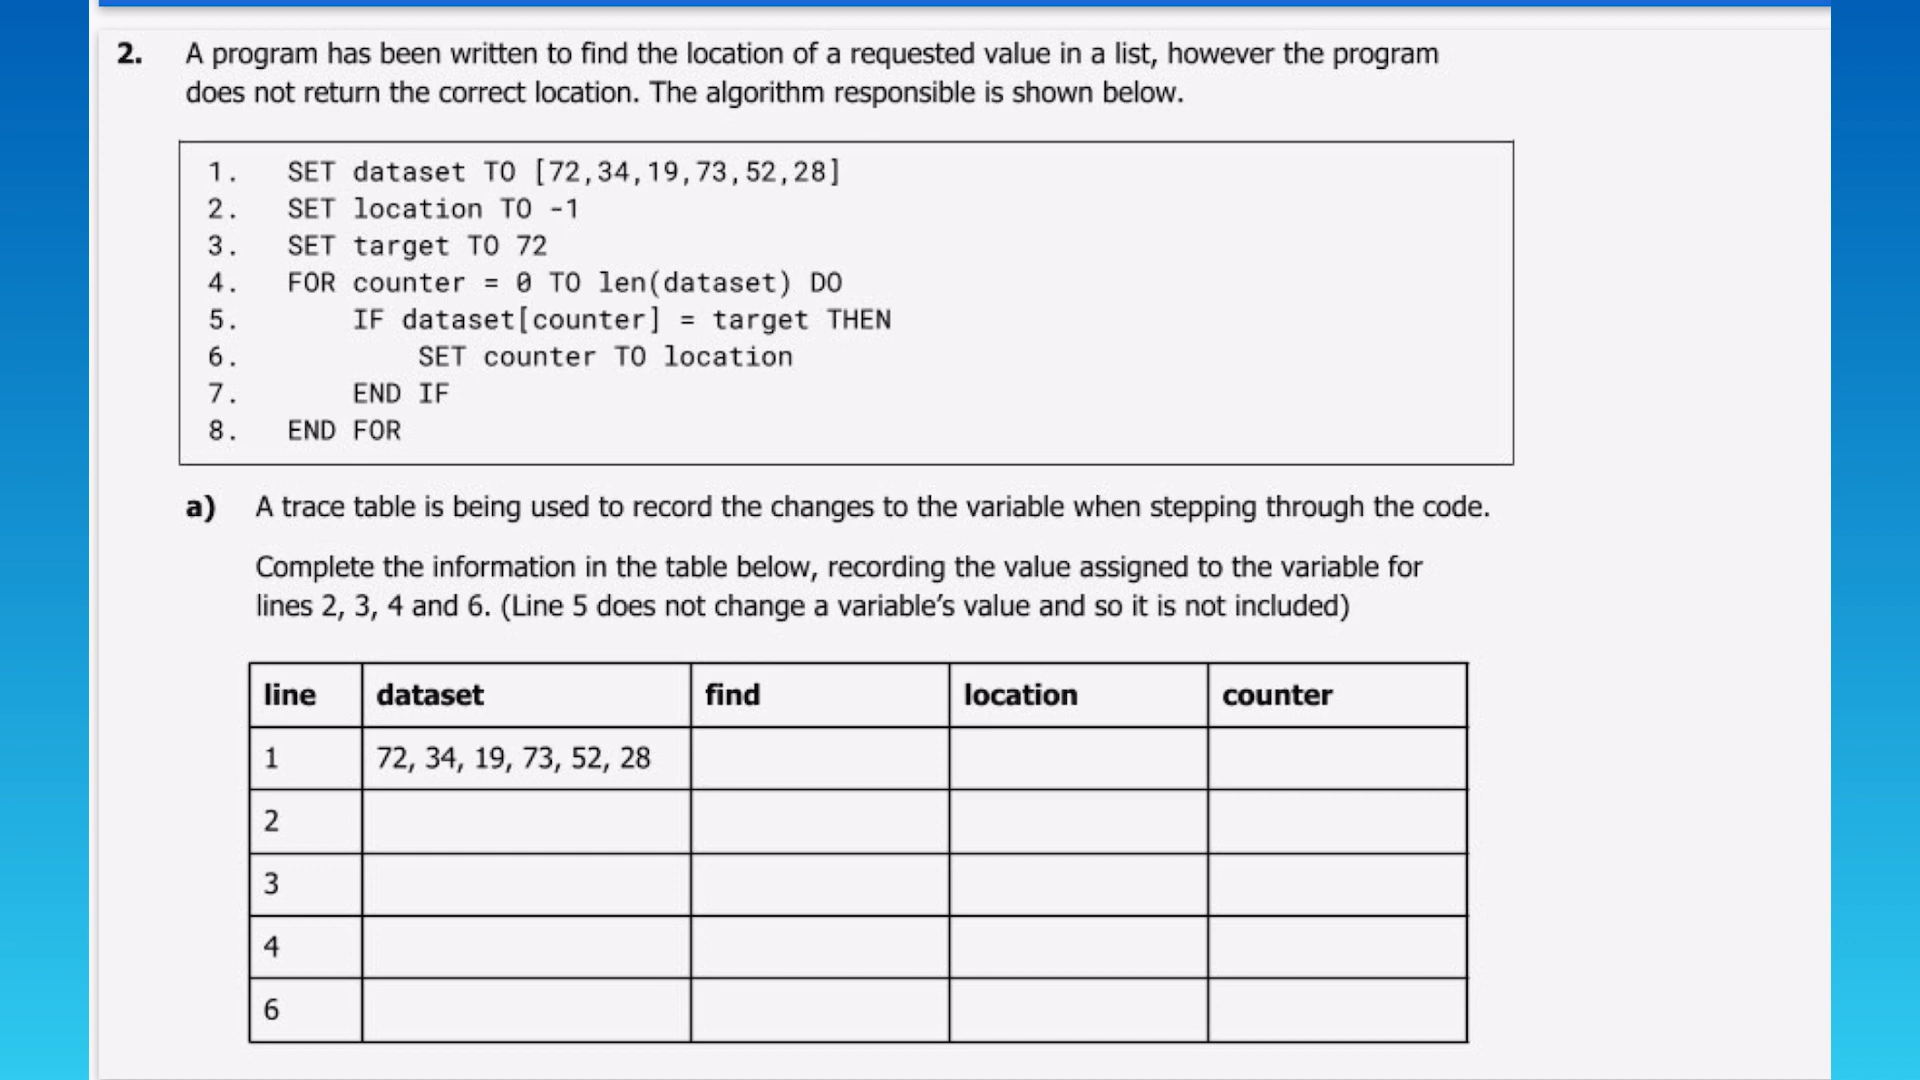 2. A program has been written to find the location of a requested value in a list, however the program
does not return the correct location. The algorithm responsible is shown below.
1. SET dataset TO [72,34,19,73,52,28]
2. SET location TO -1
3. SET target TO 72
4. FOR counter = 0 TO len(dataset) DO
5. IF dataset[counter] = target THEN
6. SET counter TO location
7. END IF
8. END FOR
a) A trace table is being used to record the changes to the variable when stepping through the code.
Complete the information in the table below, recording the value assigned to the variable for
lines 2, 3, 4 and 6. (Line 5 does not change a variable's value and so it is not included)
line dataset find location counter
1 72, 34, 19, 73, 52, 28
2
3
4
6